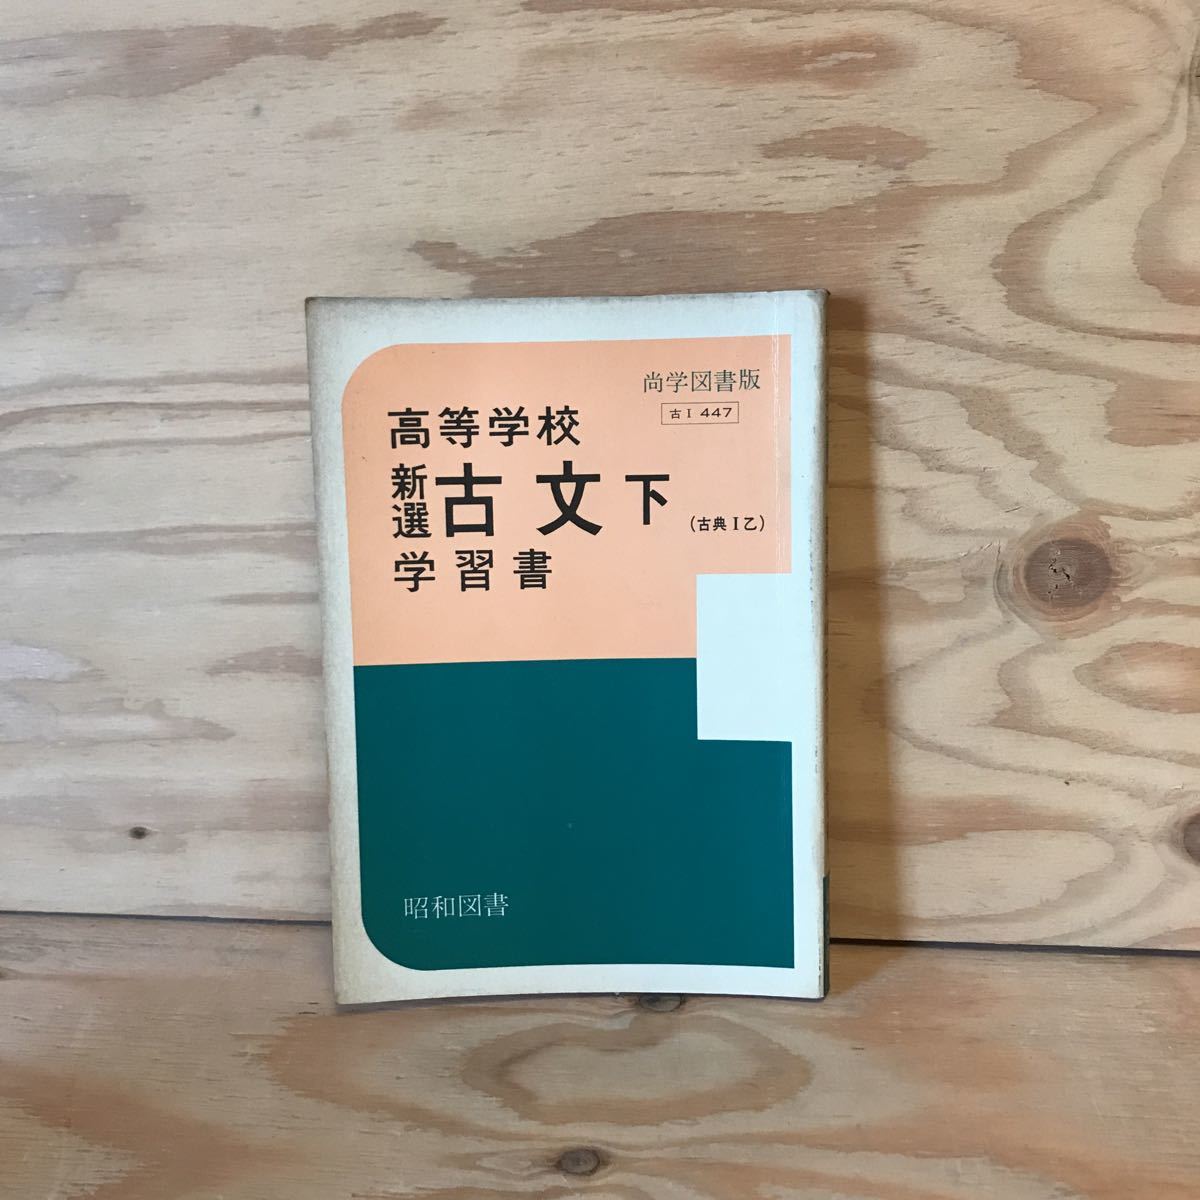 尚学図書版
古Ⅰ 447
高等学校
新選古文下
(古典Ⅰ乙)
学習書
昭和図書